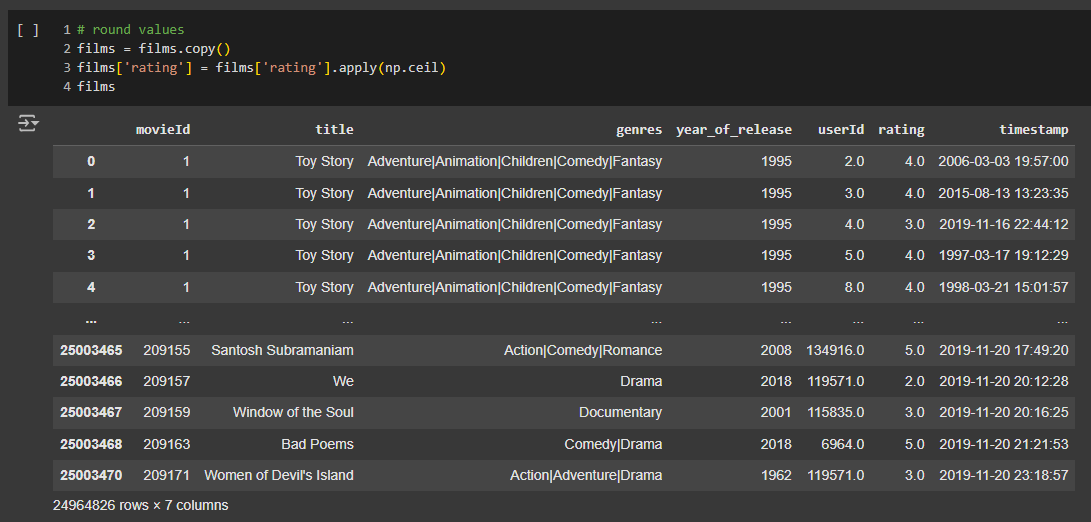 [ ] 1 # round values
2 films = films.copy()
3 films['rating'] = films['rating'].apply(np.ceil)
4 films
movieId title genres year_of_release userId rating timestamp
0 1 Toy Story Adventure|Animation|Children|Comedy|Fantasy 1995 2.0 4.0 2006-03-03 19:57:00
1 1 Toy Story Adventure|Animation|Children|Comedy|Fantasy 1995 3.0 4.0 2015-08-13 13:23:35
2 1 Toy Story Adventure|Animation|Children|Comedy|Fantasy 1995 4.0 3.0 2019-11-16 22:44:12
3 1 Toy Story Adventure|Animation|Children|Comedy|Fantasy 1995 5.0 4.0 1997-03-17 19:12:29
4 1 Toy Story Adventure|Animation|Children|Comedy|Fantasy 1995 8.0 4.0 1998-03-21 15:01:57
... ... ... ... ... ... ... ...
25003465 209155 Santosh Subramaniam Action|Comedy|Romance 2008 134916.0 5.0 2019-11-20 17:49:20
25003466 209157 We Drama 2018 119571.0 2.0 2019-11-20 20:12:28
25003467 209159 Window of the Soul Documentary 2001 115835.0 3.0 2019-11-20 20:16:25
25003468 209163 Bad Poems Comedy|Drama 2018 6964.0 5.0 2019-11-20 21:21:53
25003470 209171 Women of Devil's Island Action|Adventure|Drama 1962 119571.0 3.0 2019-11-20 23:18:57
24964826 rows × 7 columns